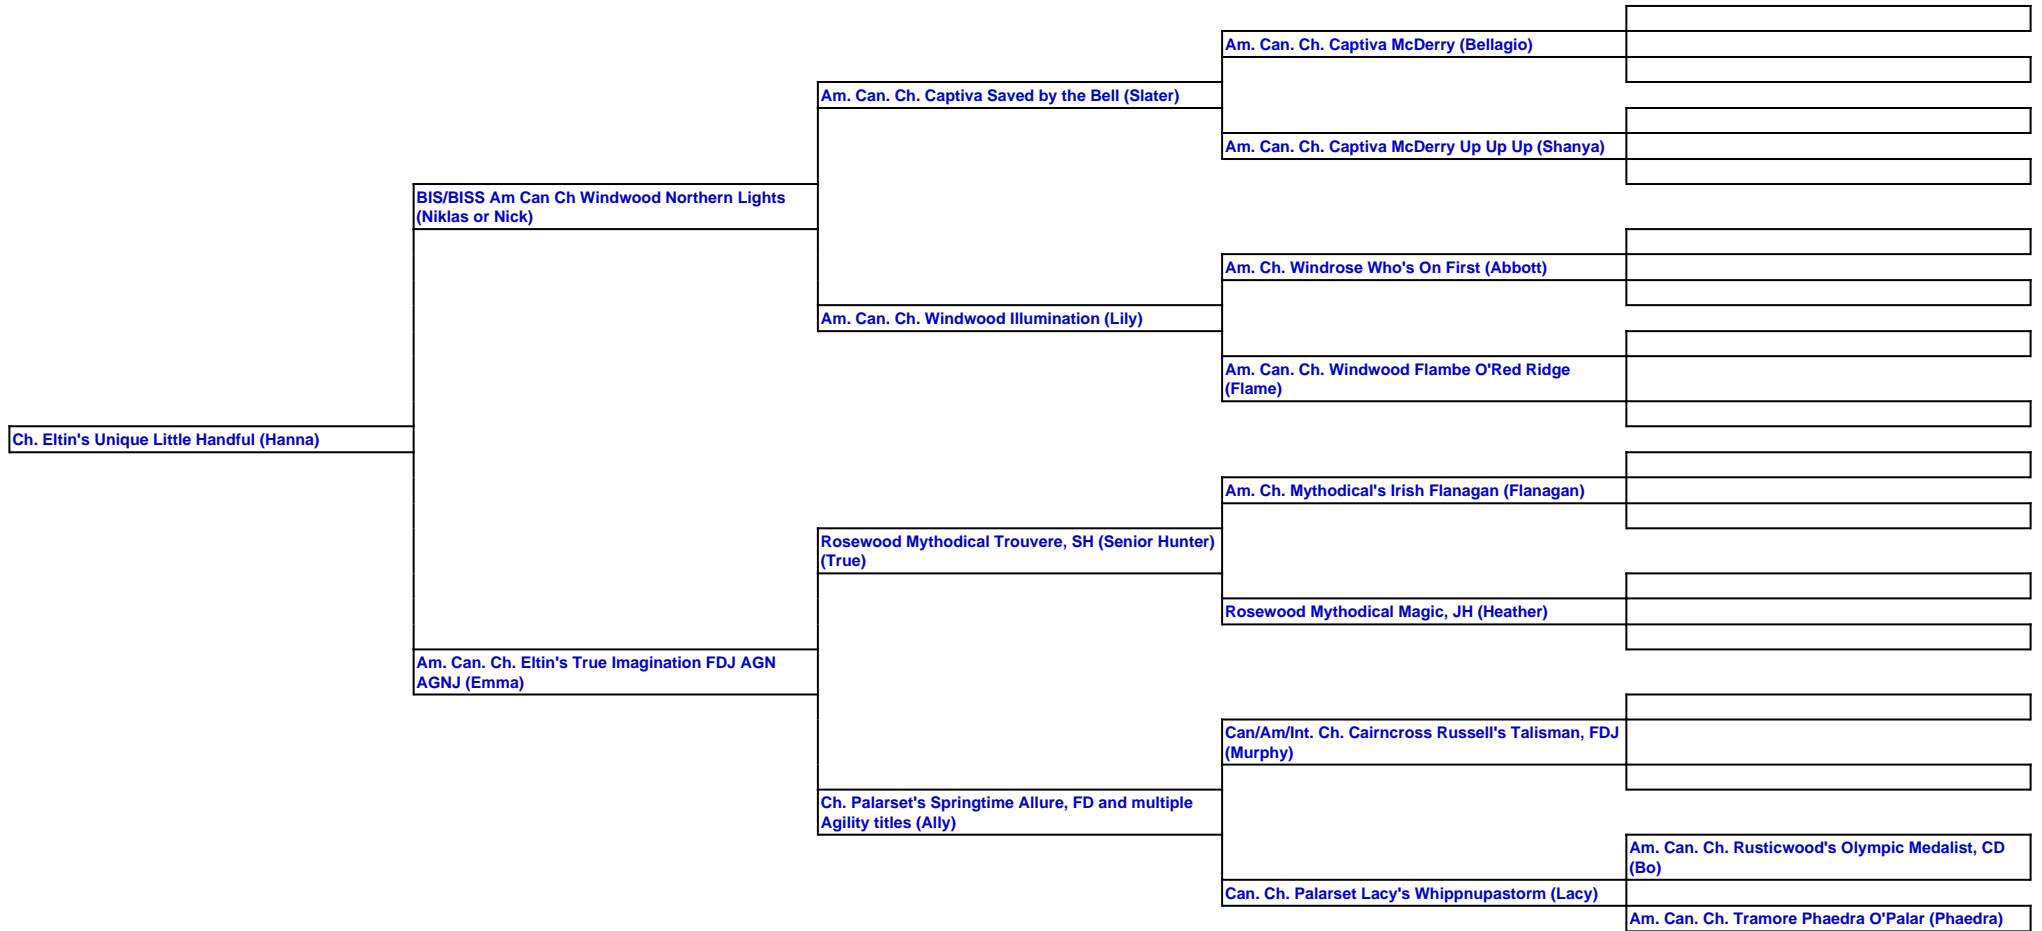 Am. Can. Ch. Captiva McDerry (Bellagio)
Am. Can. Ch. Captiva Saved by the Bell (Slater)
Am. Can. Ch. Captiva McDerry Up Up Up (Shanya)
BIS/BISS Am Can Ch Windwood Northern Lights
(Niklas or Nick)
Am. Ch. Windrose Who's On First (Abbott)
Am. Can. Ch. Windwood Illumination (Lily)
Am. Can. Ch. Windwood Flambe O'Red Ridge
(Flame)
Ch. Eltin's Unique Little Handful (Hanna)
Am. Ch. Mythodical's Irish Flanagan (Flanagan)
Rosewood Mythodical Trouvere, SH (Senior Hunter)
(True)
Rosewood Mythodical Magic, JH (Heather)
Am. Can. Ch. Eltin's True Imagination FDJ AGN
AGNJ (Emma)
Can/Am/Int. Ch. Cairncross Russell's Talisman, FDJ
(Murphy)
Ch. Palarset's Springtime Allure, FD and multiple
Agility titles (Ally)
Am. Can. Ch. Rusticwood's Olympic Medalist, CD
(Bo)
Can. Ch. Palarset Lacy's Whippnupastorm (Lacy)
Am. Can. Ch. Tramore Phaedra O'Palar (Phaedra)